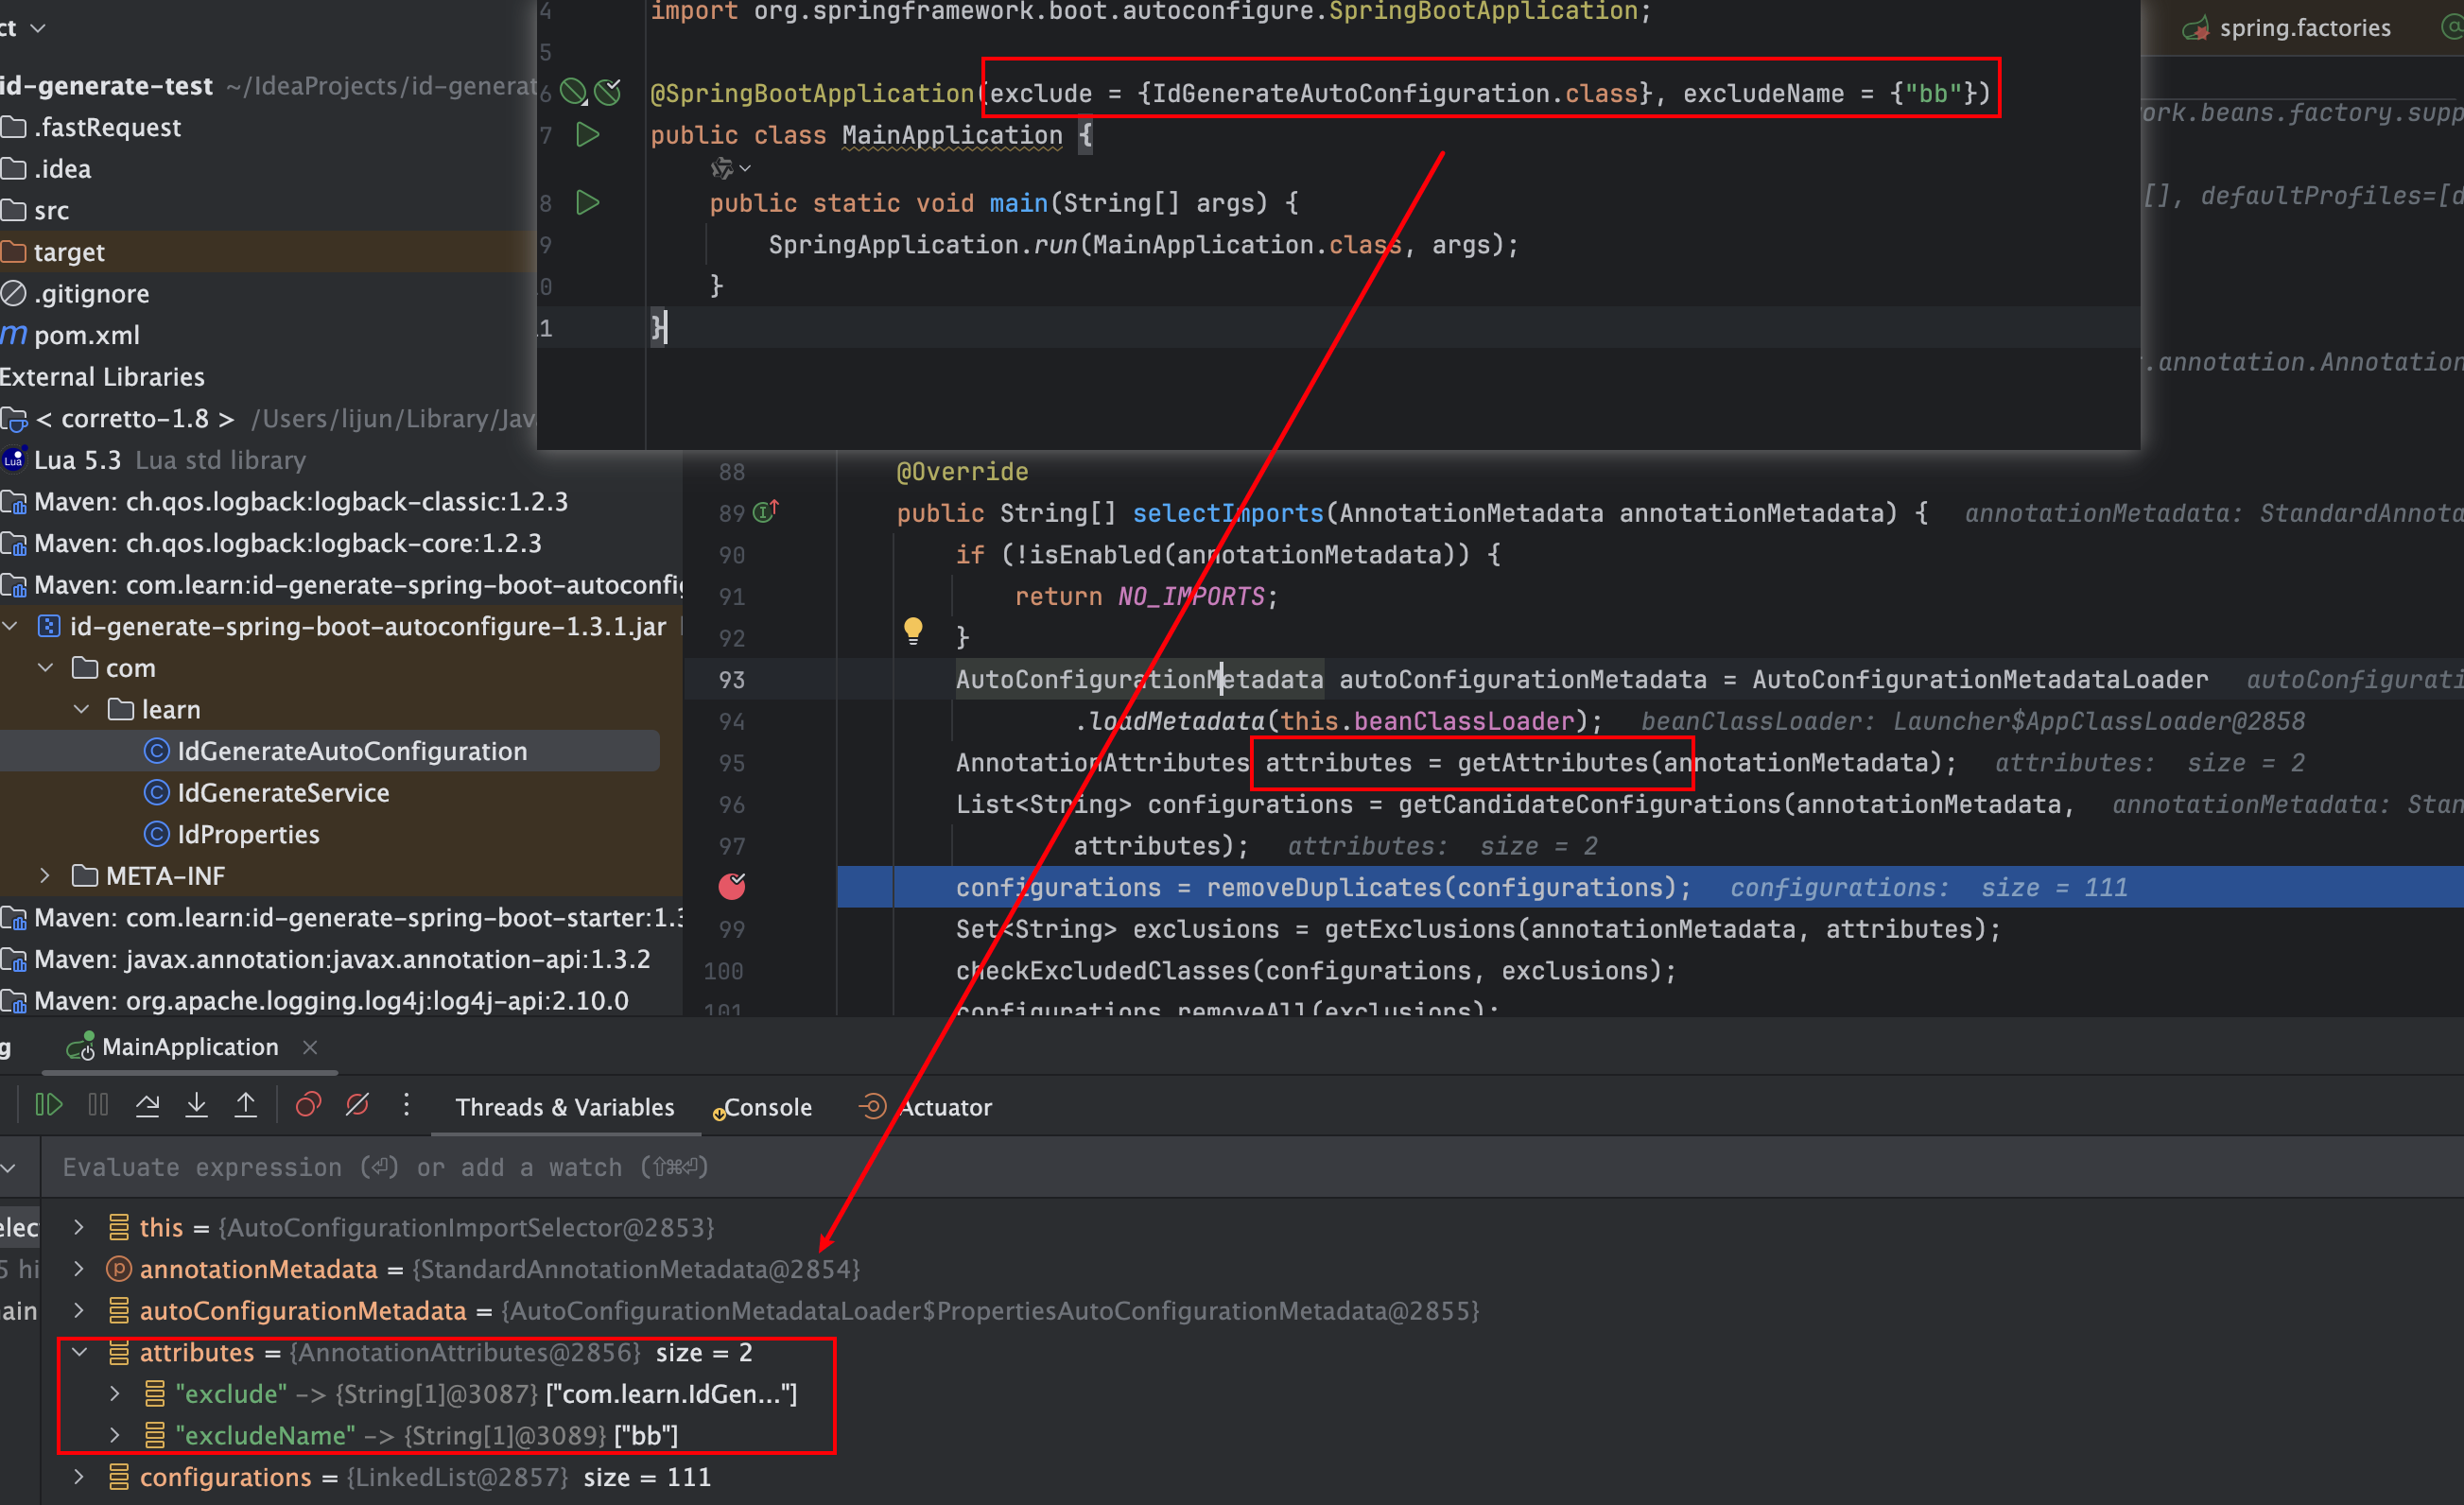 ct
id-generate-test ~/IdeaProjects/id-generat
.fastRequest
.idea
src
target
.gitignore
pom.xml
External Libraries
< corretto-1.8 > /Users/lijun/Library/Jav
Lua 5.3 Lua std library
Maven: ch.qos.logback:logback-classic:1.2.3
Maven: ch.qos.logback:logback-core:1.2.3
Maven: com.learn:id-generate-spring-boot-autoconfig
id-generate-spring-boot-autoconfigure-1.3.1.jar
com
learn
IdGenerateAutoConfiguration
IdGenerateService
IdProperties
META-INF
Maven: com.learn:id-generate-spring-boot-starter:1.3
Maven: javax.annotation:javax.annotation-api:1.3.2
Maven: org.apache.logging.log4j:log4j-api:2.10.0
4 import org.springframework.boot.autoconfigure.SpringBootApplication;
5
6 @SpringBootApplication(exclude = {IdGenerateAutoConfiguration.class}, excludeName = {"bb"})
7 public class MainApplication {
8 public static void main(String[] args) {
9 SpringApplication.run(MainApplication.class, args);
0 }
1 }
spring.factories
ork.beans.factory.supp
[], defaultProfiles=[d
.annotation.Annotation
88 @Override
89 public String[] selectImports(AnnotationMetadata annotationMetadata) { annotationMetadata: StandardAnnota
90 if (!isEnabled(annotationMetadata)) {
91 return NO_IMPORTS;
92 }
93 AutoConfigurationMetadata autoConfigurationMetadata = AutoConfigurationMetadataLoader autoConfigurati
94 .loadMetadata(this.beanClassLoader); beanClassLoader: Launcher$AppClassLoader@2858
95 AnnotationAttributes attributes = getAttributes(annotationMetadata); attributes: size = 2
96 List<String> configurations = getCandidateConfigurations(annotationMetadata, annotationMetadata: Stan
97 attributes); attributes: size = 2
configurations = removeDuplicates(configurations); configurations: size = 111
99 Set<String> exclusions = getExclusions(annotationMetadata, attributes);
100 checkExcludedClasses(configurations, exclusions);
101 configurations.removeAll(exclusions);
g MainApplication
Threads & Variables Console Actuator
Evaluate expression (⏎) or add a watch (⇧⌘⏎)
elec this = {AutoConfigurationImportSelector@2853}
5 hi annotationMetadata = {StandardAnnotationMetadata@2854}
ain autoConfigurationMetadata = {AutoConfigurationMetadataLoader$PropertiesAutoConfigurationMetadata@2855}
attributes = {AnnotationAttributes@2856} size = 2
"exclude" -> {String[1]@3087} ["com.learn.IdGen..."]
"excludeName" -> {String[1]@3089} ["bb"]
configurations = {LinkedList@2857} size = 111